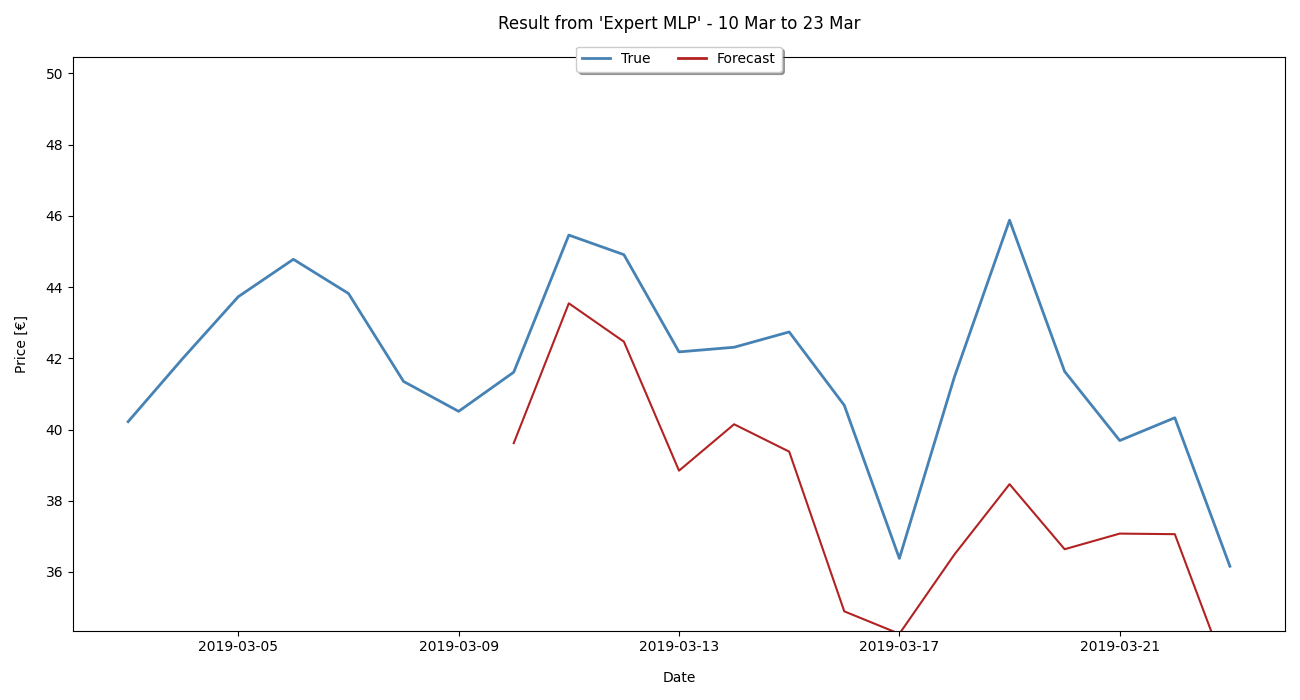 Result from 'Expert MLP' - 10 Mar to 23 Mar
True
Forecast
50
48
46
44
42
40
38
36
Price [€]
2019-03-05
2019-03-09
2019-03-13
2019-03-17
2019-03-21
Date